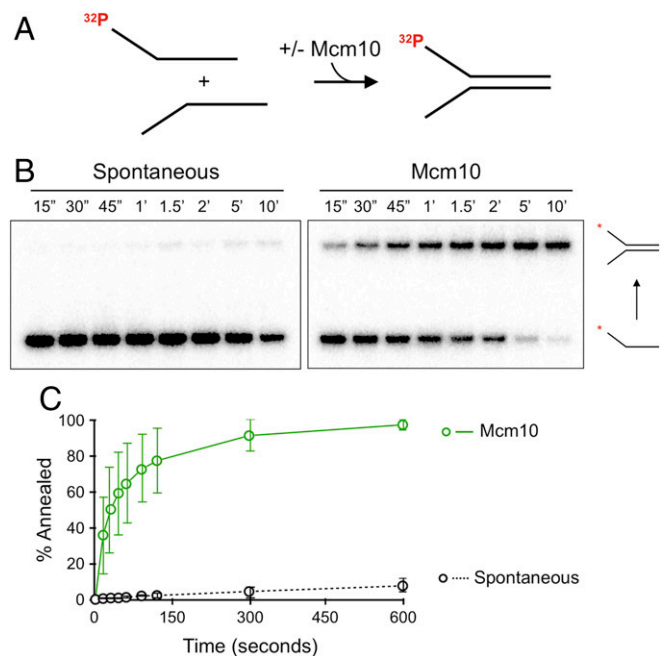 A
³²P
+
+/- Mcm10
³²P
B
Spontaneous
Mcm10
15" 30" 45" 1' 1.5' 2' 5' 10'
15" 30" 45" 1' 1.5' 2' 5' 10'
*
*
C
% Annealed
100
80
60
40
20
0
0 150 300 450 600
Time (seconds)
Mcm10
Spontaneous